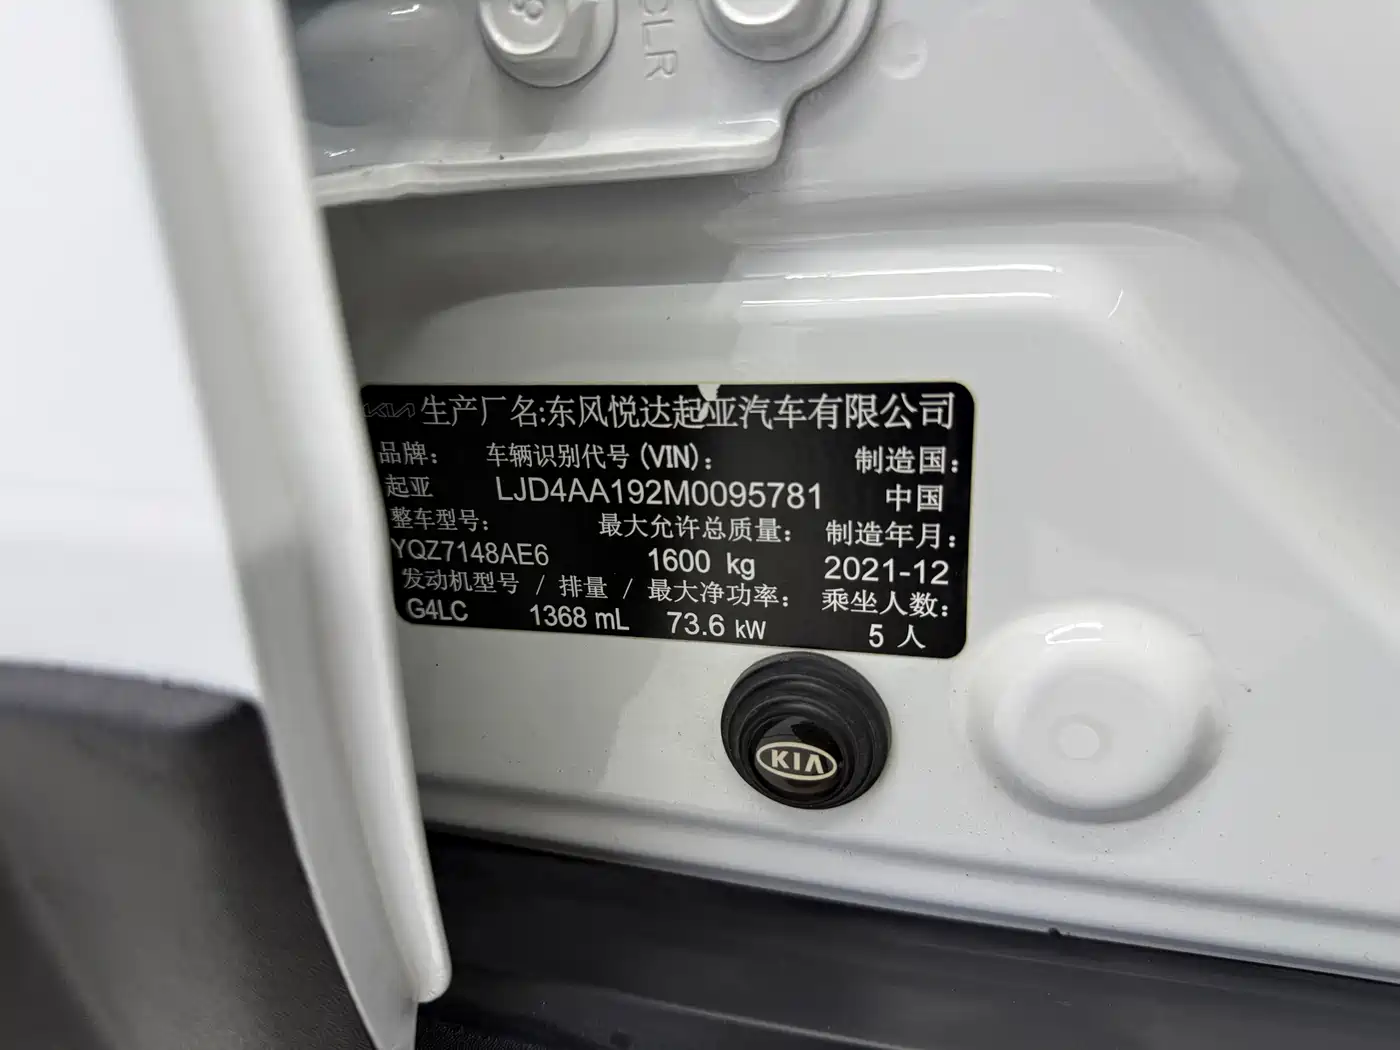 8
CLR
KIA 生产厂名:东风悦达起亚汽车有限公司
品牌: 车辆识别代号(VIN): 制造国:
起亚 LJD4AA192M0095781 中国
整车型号: 最大允许总质量: 制造年月:
YQZ7148AE6 1600 kg 2021-12
发动机型号 / 排量 / 最大净功率: 乘坐人数:
G4LC 1368 mL 73.6 kW 5 人
KIA